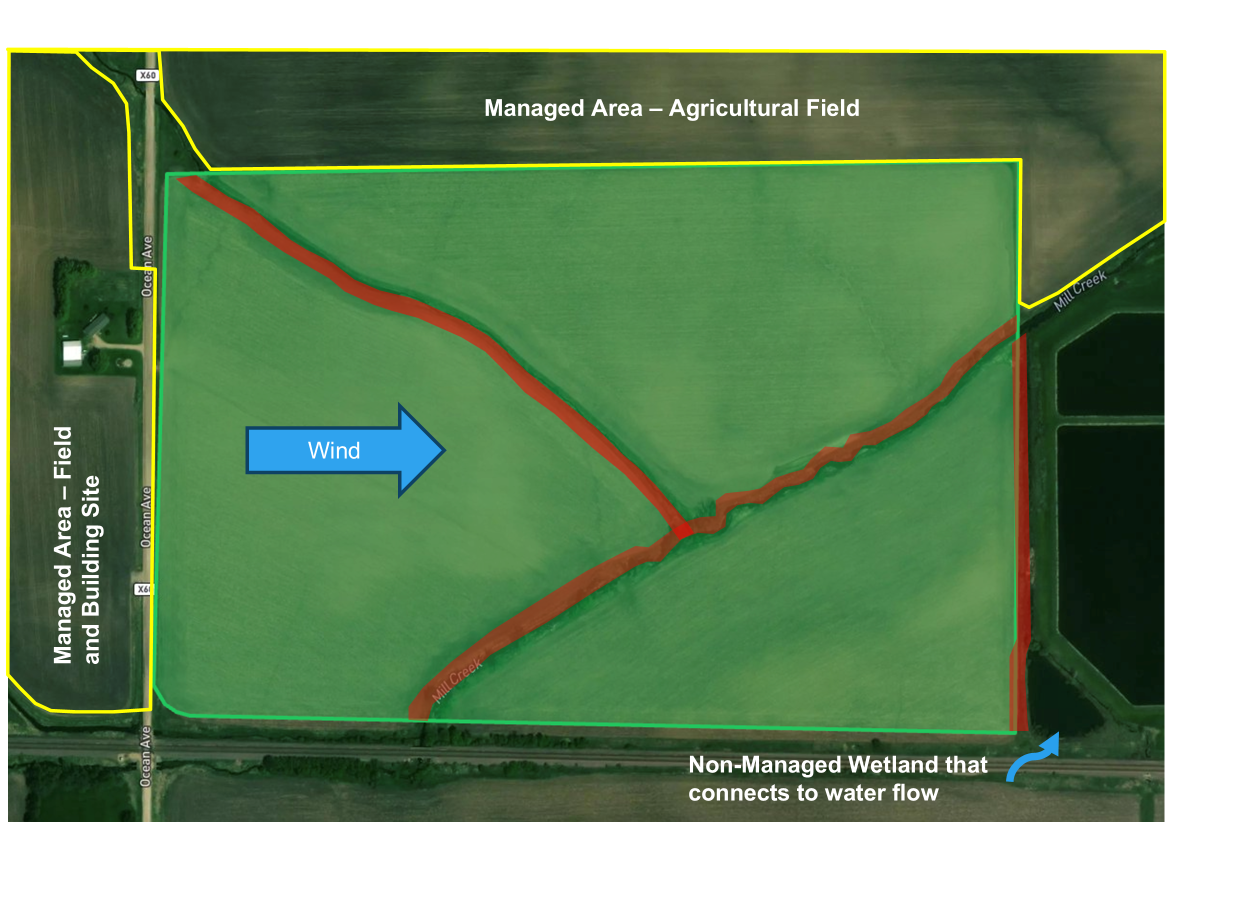 X60
Managed Area – Agricultural Field
Ocean Ave
Mill Creek
Wind
Managed Area – Field
and Building Site
Ocean Ave
X60
Mill Creek
Ocean Ave
Non-Managed Wetland that
connects to water flow